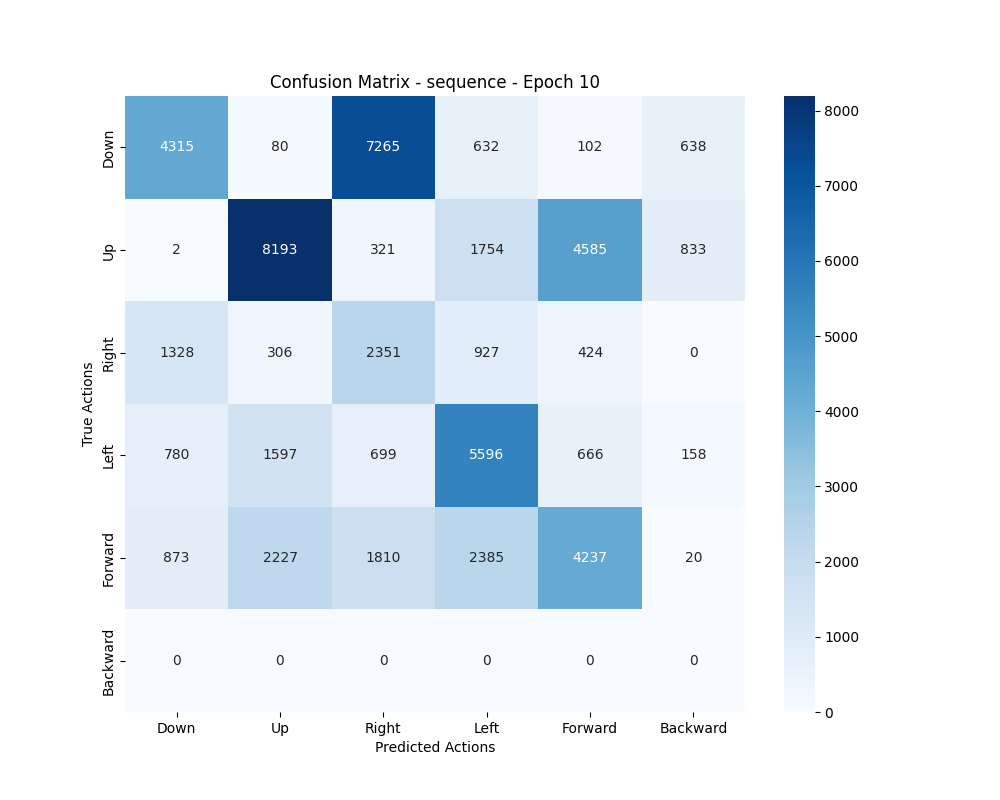 Confusion Matrix - sequence - Epoch 10
Down 4315 80 7265 632 102 638
Up 2 8193 321 1754 4585 833
Right 1328 306 2351 927 424 0
Left 780 1597 699 5596 666 158
Forward 873 2227 1810 2385 4237 20
Backward 0 0 0 0 0 0
Down Up Right Left Forward Backward
Predicted Actions
True Actions
8000
7000
6000
5000
4000
3000
2000
1000
0